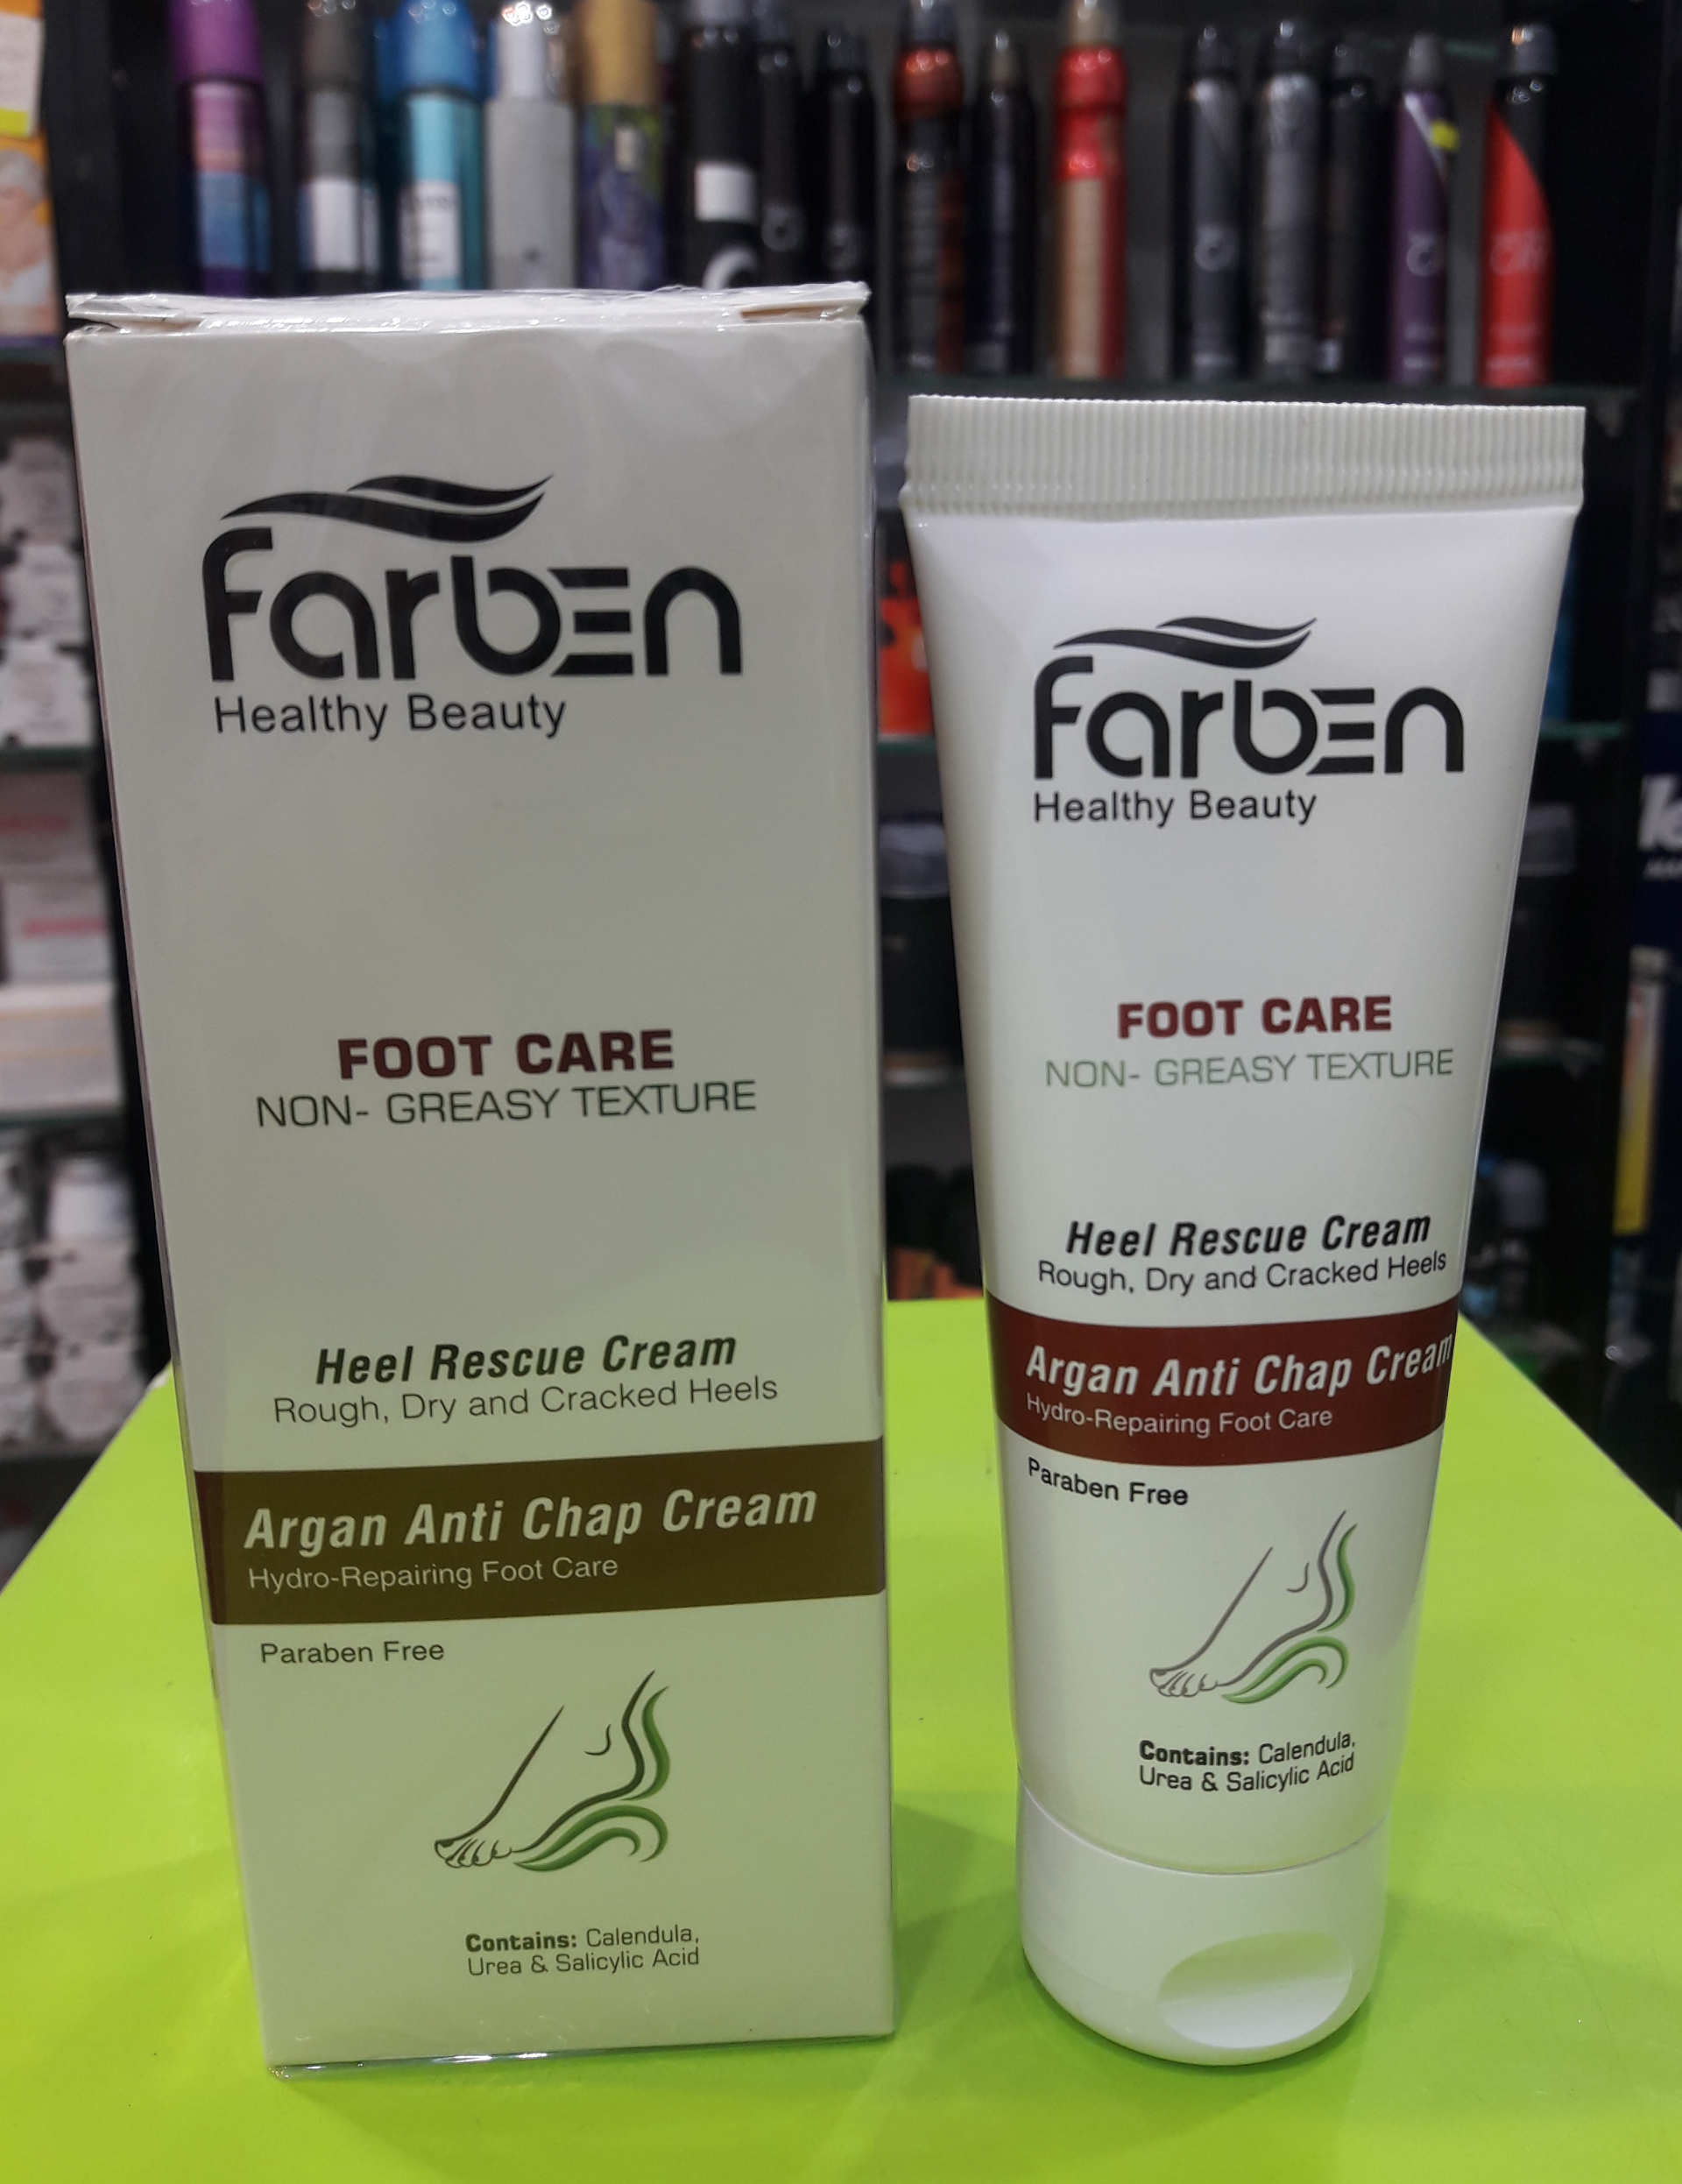 Farben
Healthy Beauty
FOOT CARE
NON- GREASY TEXTURE
Heel Rescue Cream
Rough, Dry and Cracked Heels
Argan Anti Chap Cream
Hydro-Repairing Foot Care
Paraben Free
Contains: Calendula,
Urea & Salicylic Acid
Farben
Healthy Beauty
FOOT CARE
NON- GREASY TEXTURE
Heel Rescue Cream
Rough, Dry and Cracked Heels
Argan Anti Chap Cream
Hydro-Repairing Foot Care
Paraben Free
Contains: Calendula,
Urea & Salicylic Acid